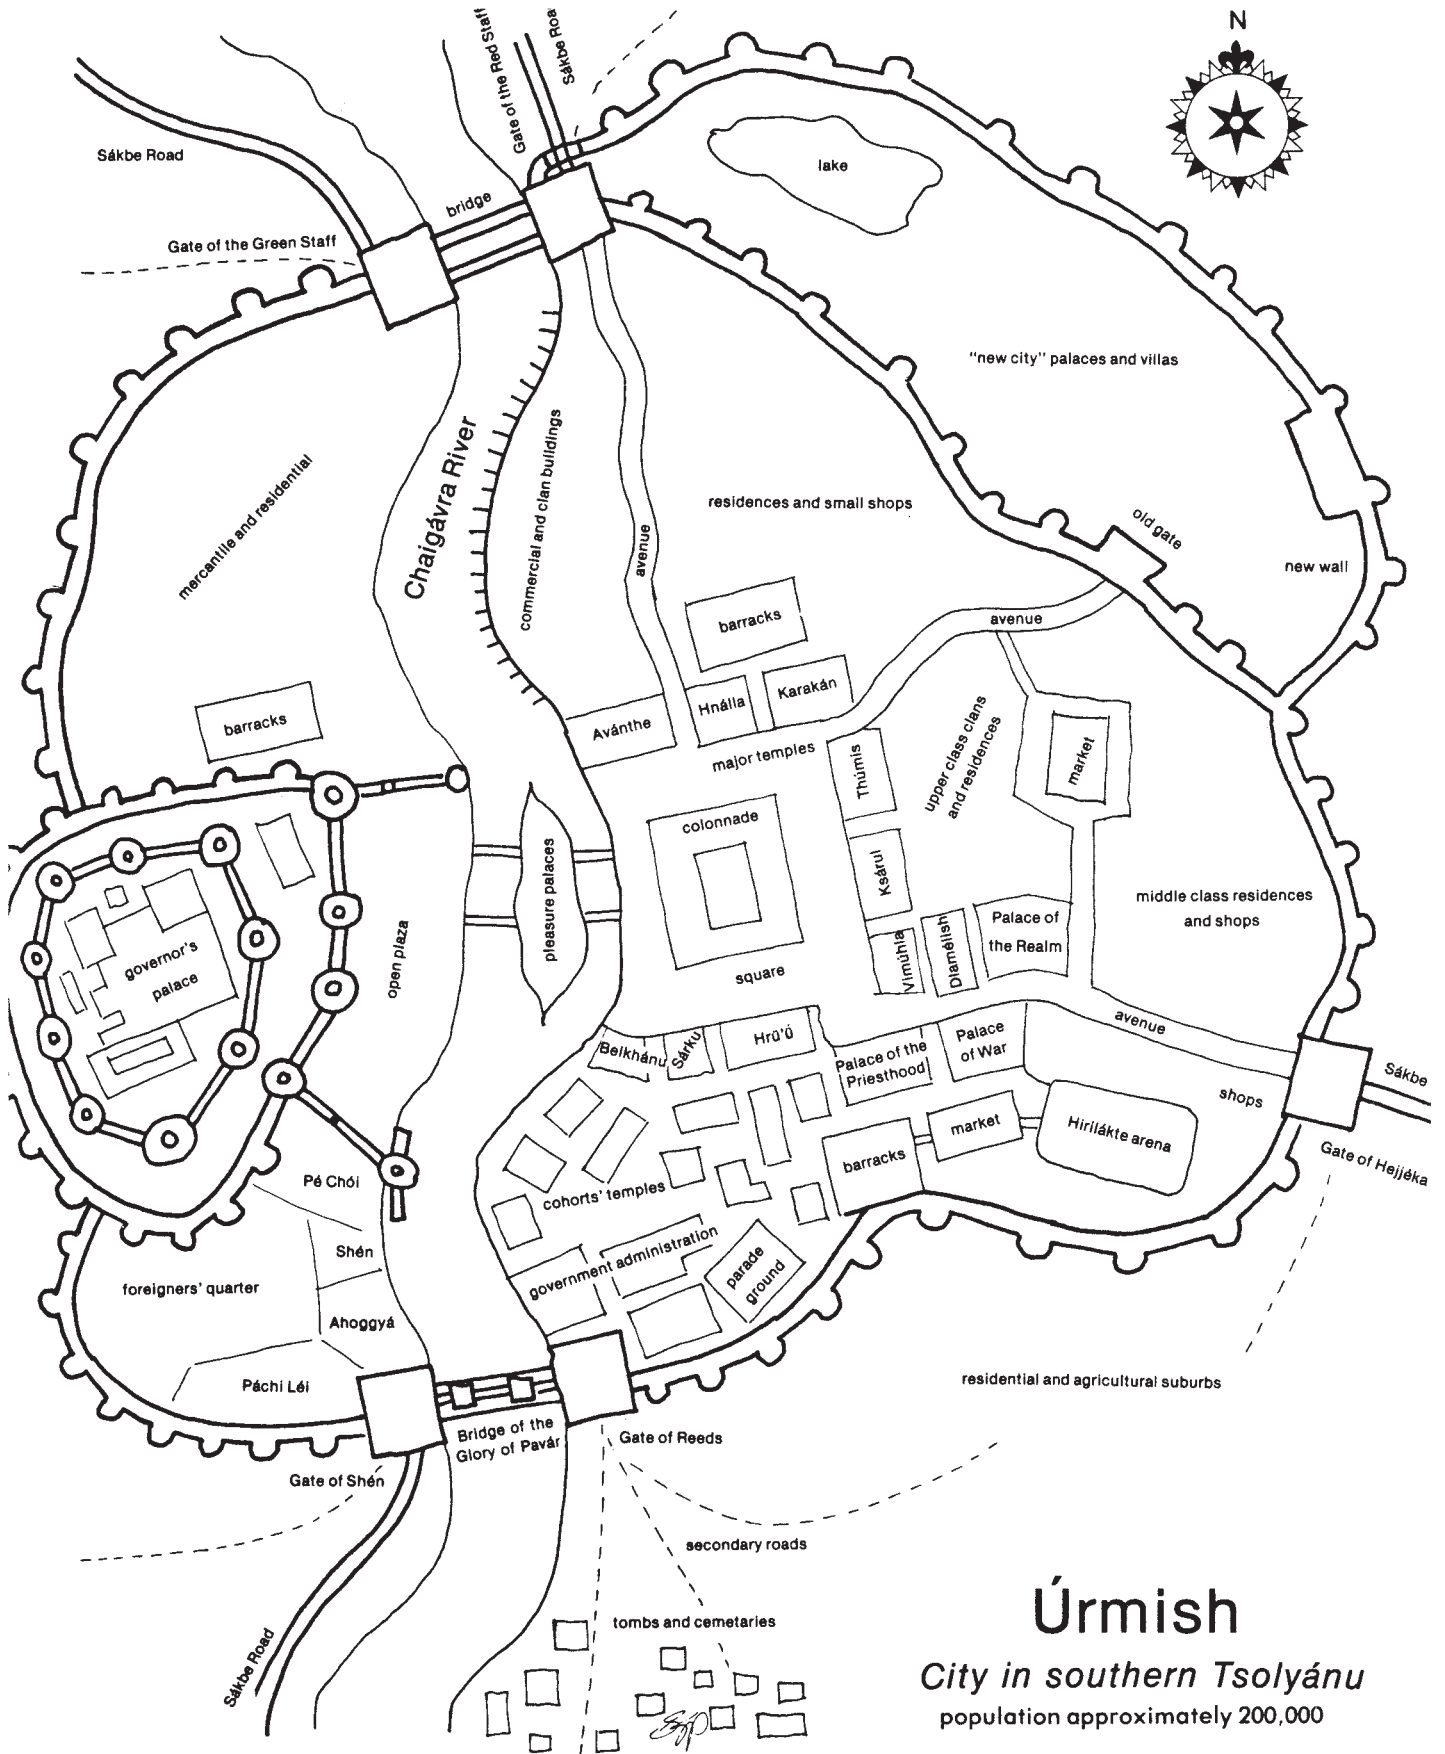 N
Gate of the Red Staff
Sákbe Roa
Sákbe Road
lake
bridge
Gate of the Green Staff
"new city" palaces and villas
Chaigávra River
commercial and clan buildings
mercantile and residential
residences and small shops
avenue
old gate
new wall
barracks
avenue
Hnálla
Karakán
Avánthe
barracks
major temples
upper class clans
and residences
market
Thúmis
colonnade
pleasure palaces
Ksárul
middle class residences
and shops
Palace of
the Realm
Vimúhla
Dlamélish
governor's
palace
open plaza
square
avenue
Belkhánu
Sárku
Hrü'ü
Palace of the
Priesthood
Palace
of War
Sákbe
shops
market
Hirilákte arena
Gate of Hejjéka
barracks
Pé Chói
cohorts' temples
Shén
government administration
parade
ground
foreigners' quarter
Ahoggyá
Páchi Léi
residential and agricultural suburbs
Bridge of the
Glory of Pavár
Gate of Reeds
Gate of Shén
secondary roads
tombs and cemetaries
Sákbe Road
Úrmish
City in southern Tsolyánu
population approximately 200,000